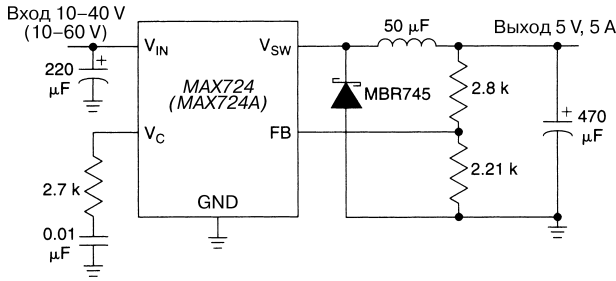 Вход 10–40 V
(10–60 V)
220
µF
+
V_IN
V_SW
50 µF
Выход 5 V, 5 A
MAX724
(MAX724A)
MBR745
2.8 k
+
470
µF
V_C
FB
2.7 k
2.21 k
GND
0.01
µF